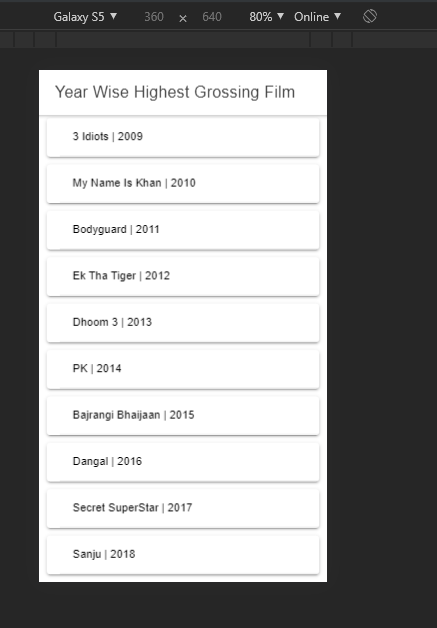 Galaxy S5 ▼ 360 × 640 80% ▼ Online ▼
Year Wise Highest Grossing Film
3 Idiots | 2009
My Name Is Khan | 2010
Bodyguard | 2011
Ek Tha Tiger | 2012
Dhoom 3 | 2013
PK | 2014
Bajrangi Bhaijaan | 2015
Dangal | 2016
Secret SuperStar | 2017
Sanju | 2018